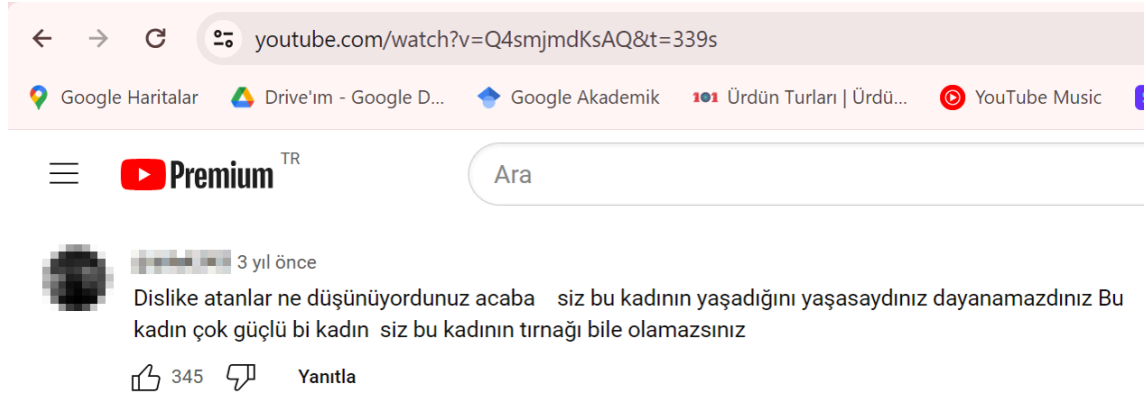 youtube.com/watch?v=Q4smjmdKsAQ&t=339s
Google Haritalar Drive'ım - Google D... Google Akademik 101 Ürdün Turları | Ürdü... YouTube Music
Premium TR Ara
3 yıl önce
Dislike atanlar ne düşünüyordunuz acaba siz bu kadının yaşadığını yaşasaydınız dayanamazdınız Bu
kadın çok güçlü bi kadın siz bu kadının tırnağı bile olamazsınız
345 Yanıtla